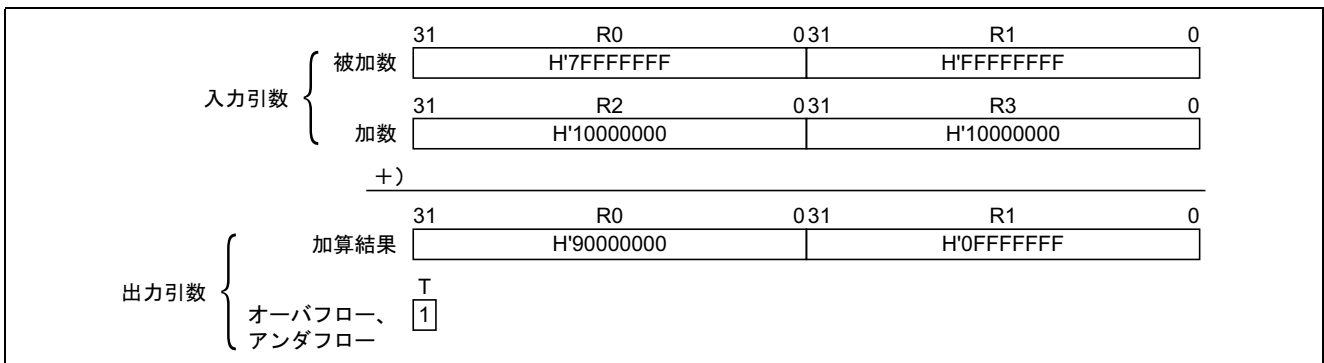 31 R0 0 31 R1 0
被加数 H'7FFFFFFF H'FFFFFFFF
入力引数
31 R2 0 31 R3 0
加数 H'10000000 H'10000000
+)
31 R0 0 31 R1 0
加算結果 H'90000000 H'0FFFFFFF
出力引数
T
オーバフロー、 1
アンダフロー